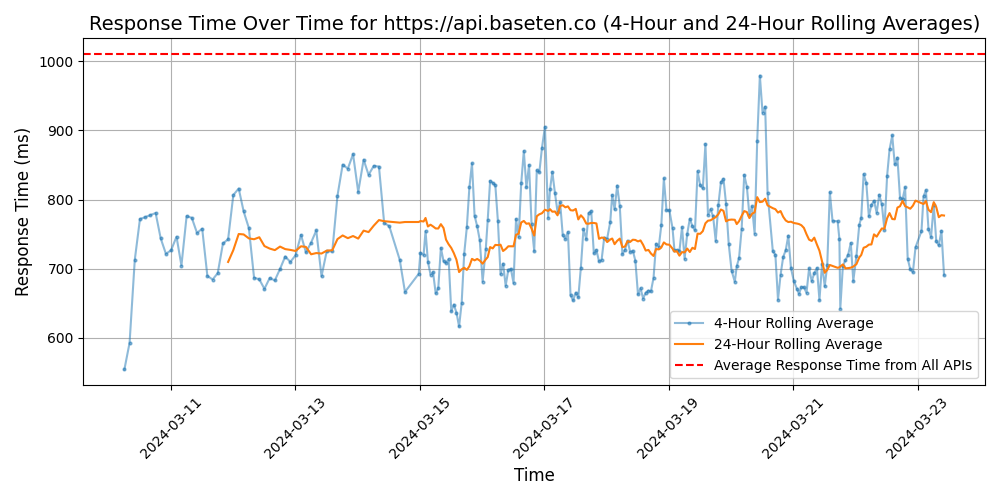 Response Time Over Time for https://api.baseten.co (4-Hour and 24-Hour Rolling Averages)
Response Time (ms)
1000
900
800
700
600
4-Hour Rolling Average
24-Hour Rolling Average
Average Response Time from All APIs
2024-03-11
2024-03-13
2024-03-15
2024-03-17
2024-03-19
2024-03-21
2024-03-23
Time